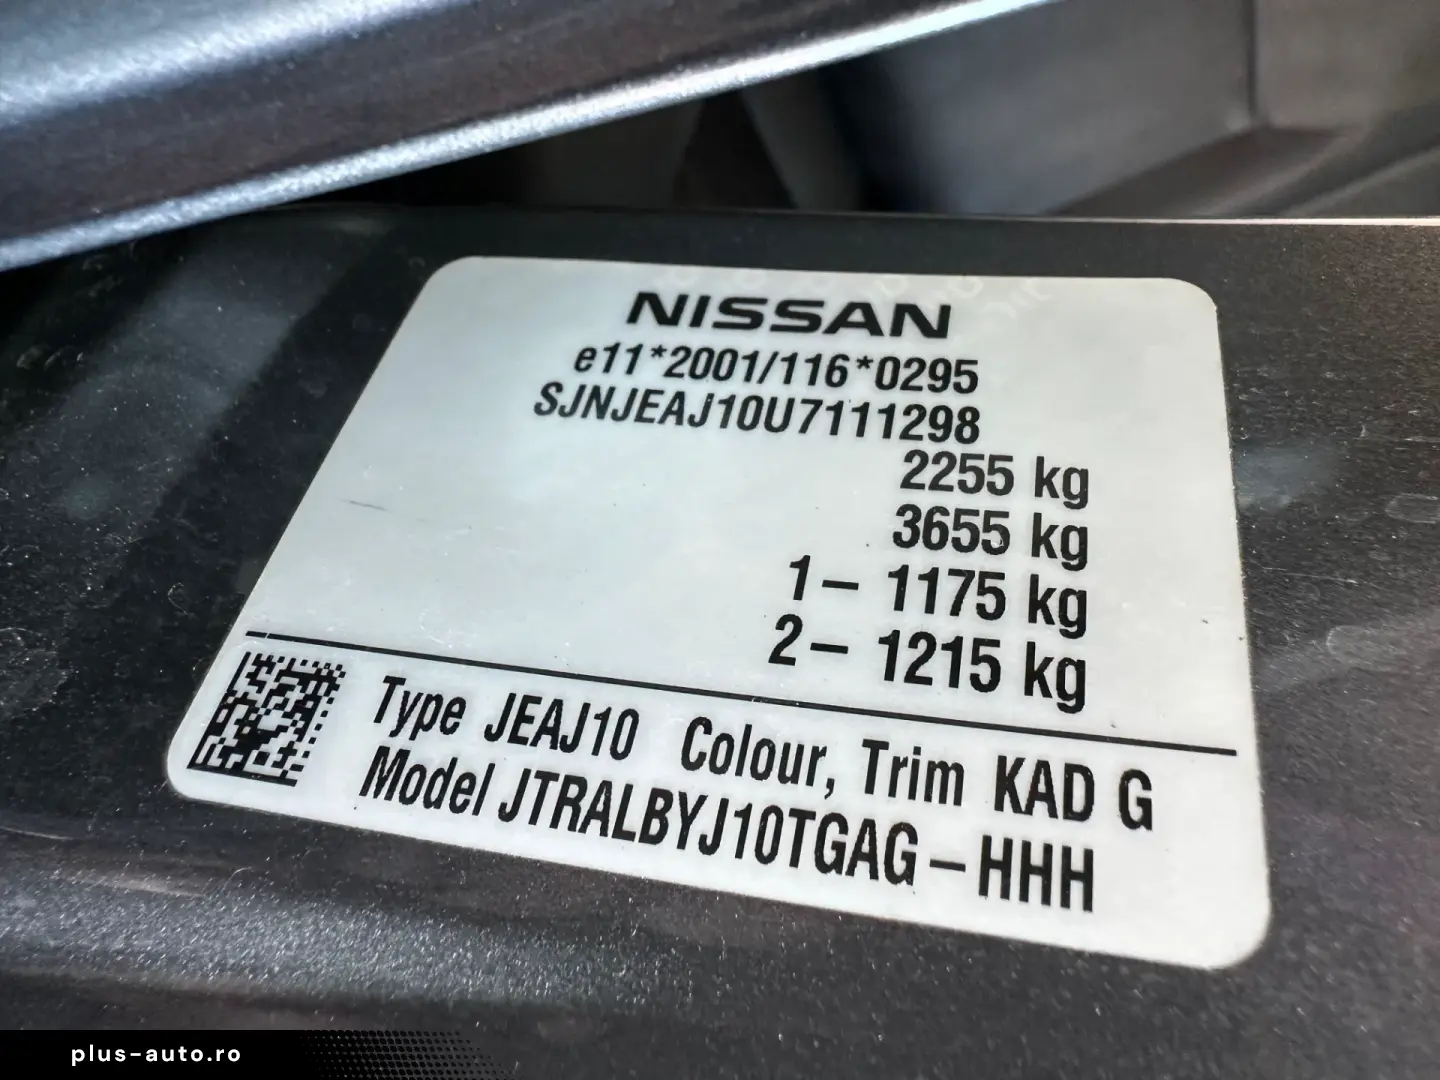 NISSAN
e11*2001/116*0295
SJNJEAJ10U7111298
2255 kg
3655 kg
1– 1175 kg
2– 1215 kg
Type JEAJ10 Colour, Trim KAD G
Model JTRALBYJ10TGAG–HHH
plus-auto.ro